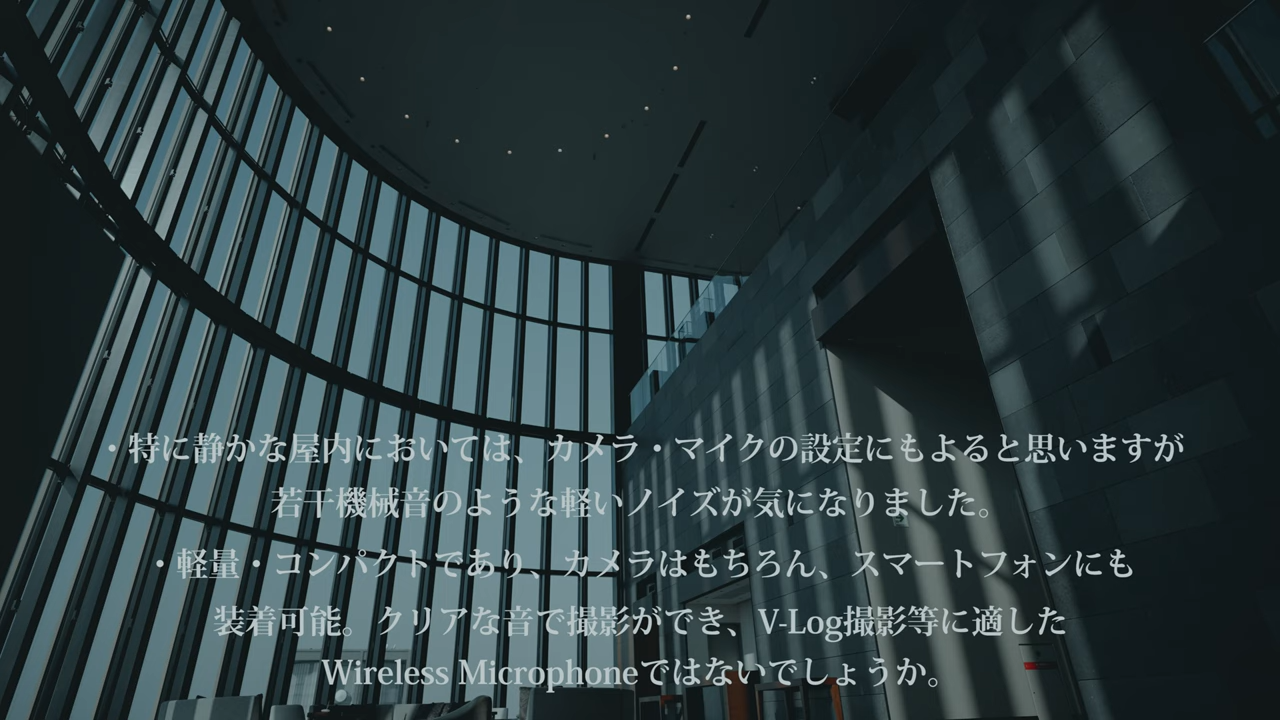 ・特に静かな屋内においては、カメラ・マイクの設定にもよると思いますが
若干機械音のような軽いノイズが気になりました。
・軽量・コンパクトであり、カメラはもちろん、スマートフォンにも
装着可能。クリアな音で撮影ができ、V-Log撮影等に適した
Wireless Microphoneではないでしょうか。